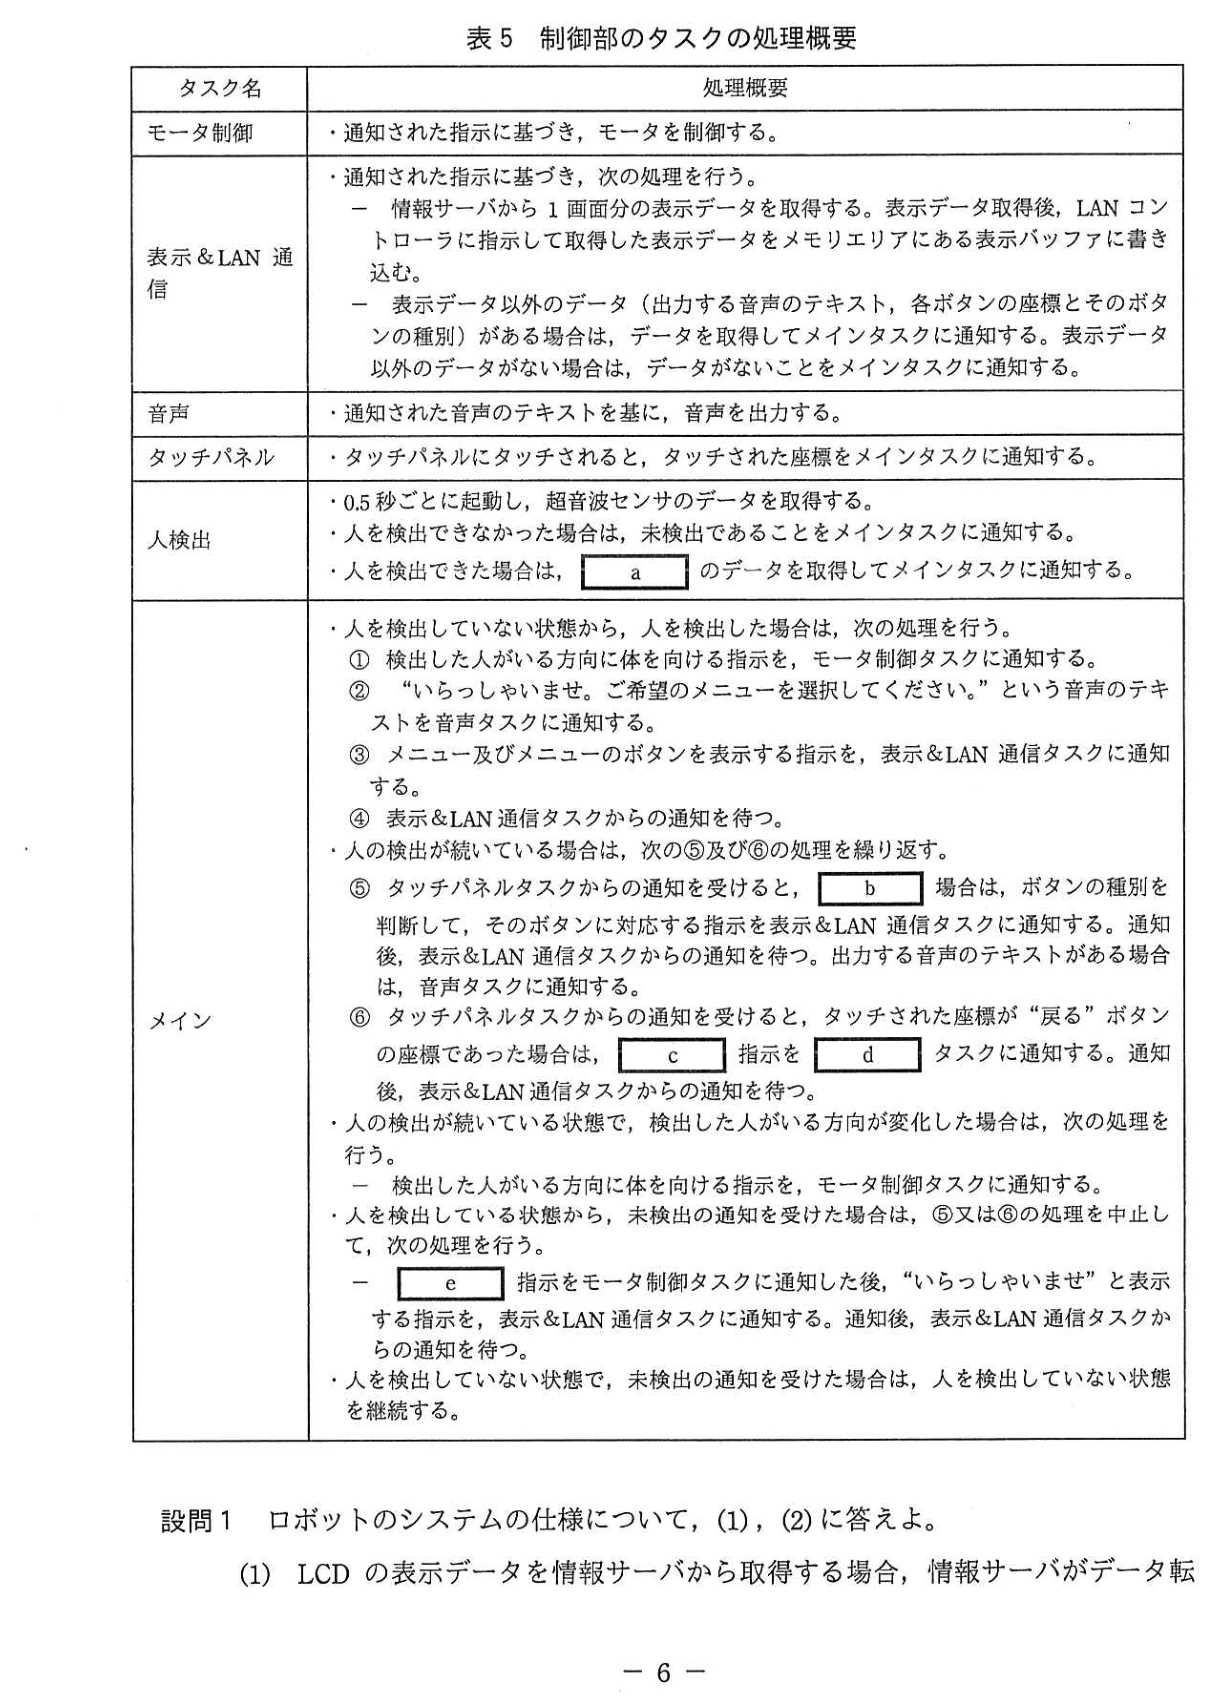 表5 制御部のタスクの処理概要
タスク名
処理概要
モータ制御
・通知された指示に基づき，モータを制御する。
表示＆LAN 通
信
・通知された指示に基づき，次の処理を行う。
－ 情報サーバから 1 画面分の表示データを取得する。表示データ取得後，LAN コン
トローラに指示して取得した表示データをメモリエリアにある表示バッファに書き
込む。
－ 表示データ以外のデータ（出力する音声のテキスト，各ボタンの座標とそのボタ
ンの種別）がある場合は，データを取得してメインタスクに通知する。表示データ
以外のデータがない場合は，データがないことをメインタスクに通知する。
音声
・通知された音声のテキストを基に，音声を出力する。
タッチパネル
・タッチパネルにタッチされると，タッチされた座標をメインタスクに通知する。
人検出
・0.5 秒ごとに起動し，超音波センサのデータを取得する。
・人を検出できなかった場合は，未検出であることをメインタスクに通知する。
・人を検出できた場合は， a のデータを取得してメインタスクに通知する。
メイン
・人を検出していない状態から，人を検出した場合は，次の処理を行う。
① 検出した人がいる方向に体を向ける指示を，モータ制御タスクに通知する。
② “いらっしゃいませ。ご希望のメニューを選択してください。” という音声のテキ
ストを音声タスクに通知する。
③ メニュー及びメニューのボタンを表示する指示を，表示＆LAN 通信タスクに通知
する。
④ 表示＆LAN 通信タスクからの通知を待つ。
・人の検出が続いている場合は，次の⑤及び⑥の処理を繰り返す。
⑤ タッチパネルタスクからの通知を受けると， b 場合は，ボタンの種別を
判断して，そのボタンに対応する指示を表示＆LAN 通信タスクに通知する。通知
後，表示＆LAN 通信タスクからの通知を待つ。出力する音声のテキストがある場合
は，音声タスクに通知する。
⑥ タッチパネルタスクからの通知を受けると，タッチされた座標が “戻る” ボタン
の座標であった場合は， c 指示を d タスクに通知する。通知
後，表示＆LAN 通信タスクからの通知を待つ。
・人の検出が続いている状態で，検出した人がいる方向が変化した場合は，次の処理を
行う。
－ 検出した人がいる方向に体を向ける指示を，モータ制御タスクに通知する。
・人を検出している状態から，未検出の通知を受けた場合は，⑤又は⑥の処理を中止し
て，次の処理を行う。
－ e 指示をモータ制御タスクに通知した後，“いらっしゃいませ” と表示
する指示を，表示＆LAN 通信タスクに通知する。通知後，表示＆LAN 通信タスクか
らの通知を待つ。
・人を検出していない状態で，未検出の通知を受けた場合は，人を検出していない状態
を継続する。
設問1 ロボットのシステムの仕様について，(1)，(2)に答えよ。
(1) LCD の表示データを情報サーバから取得する場合，情報サーバがデータ転
－ 6 －